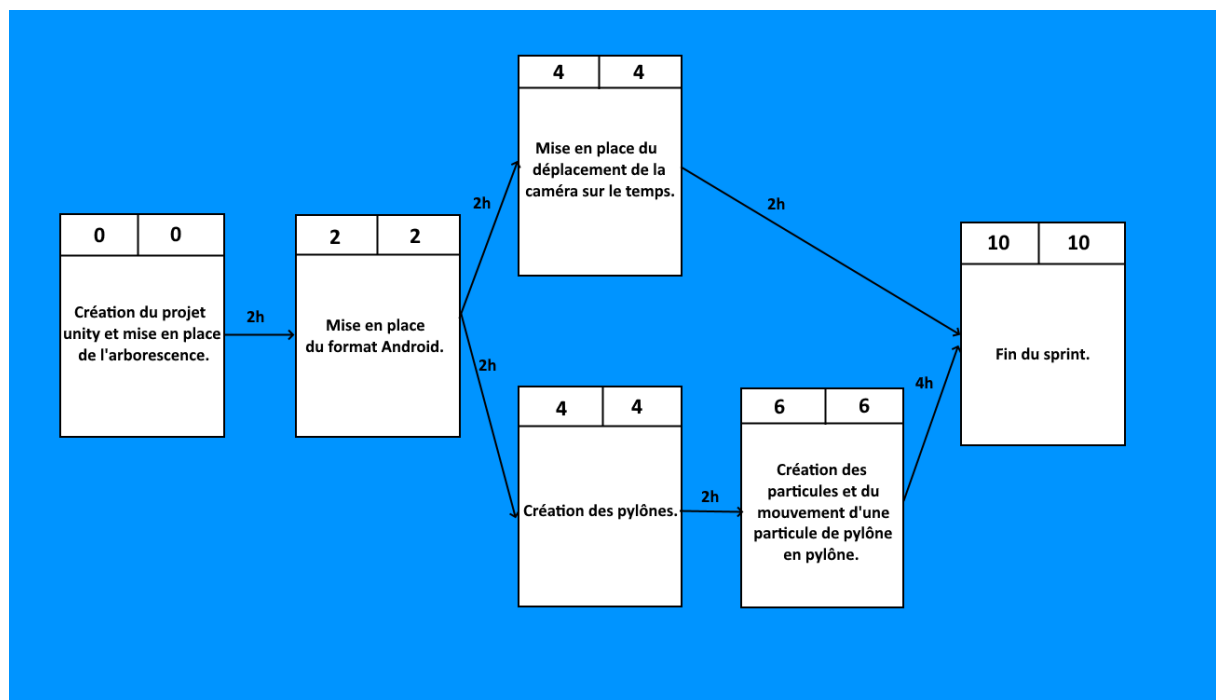 0 0
Création du projet
unity et mise en place
de l'arborescence.
2h
2 2
Mise en place
du format Android.
2h
2h
4 4
Mise en place du
déplacement de la
caméra sur le temps.
2h
4 4
Création des pylônes.
2h
6 6
Création des
particules et du
mouvement d'une
particule de pylône
en pylône.
4h
10 10
Fin du sprint.